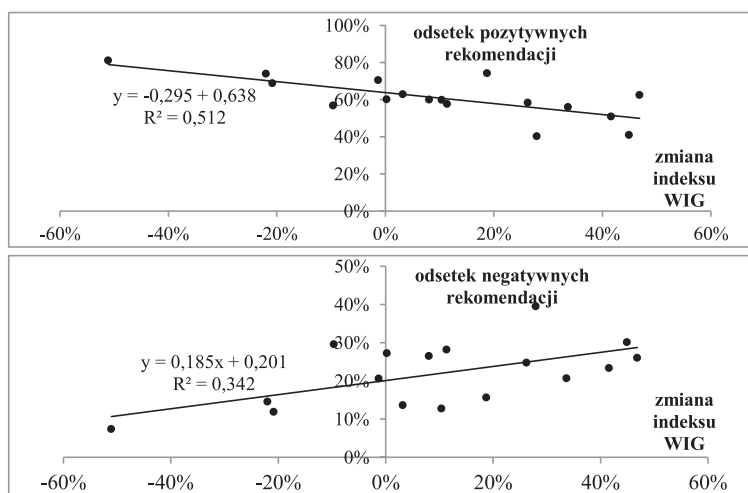 100%
odsetek pozytywnych
rekomendacji
80%
y = -0,295 + 0,638
R² = 0,512
60%
40%
zmiana
indeksu
WIG
20%
0%
-60% -40% -20% 0% 20% 40% 60%
50%
odsetek negatywnych
rekomendacji
40%
30%
y = 0,185x + 0,201
R² = 0,342
20%
10%
zmiana
indeksu
WIG
0%
-60% -40% -20% 0% 20% 40% 60%